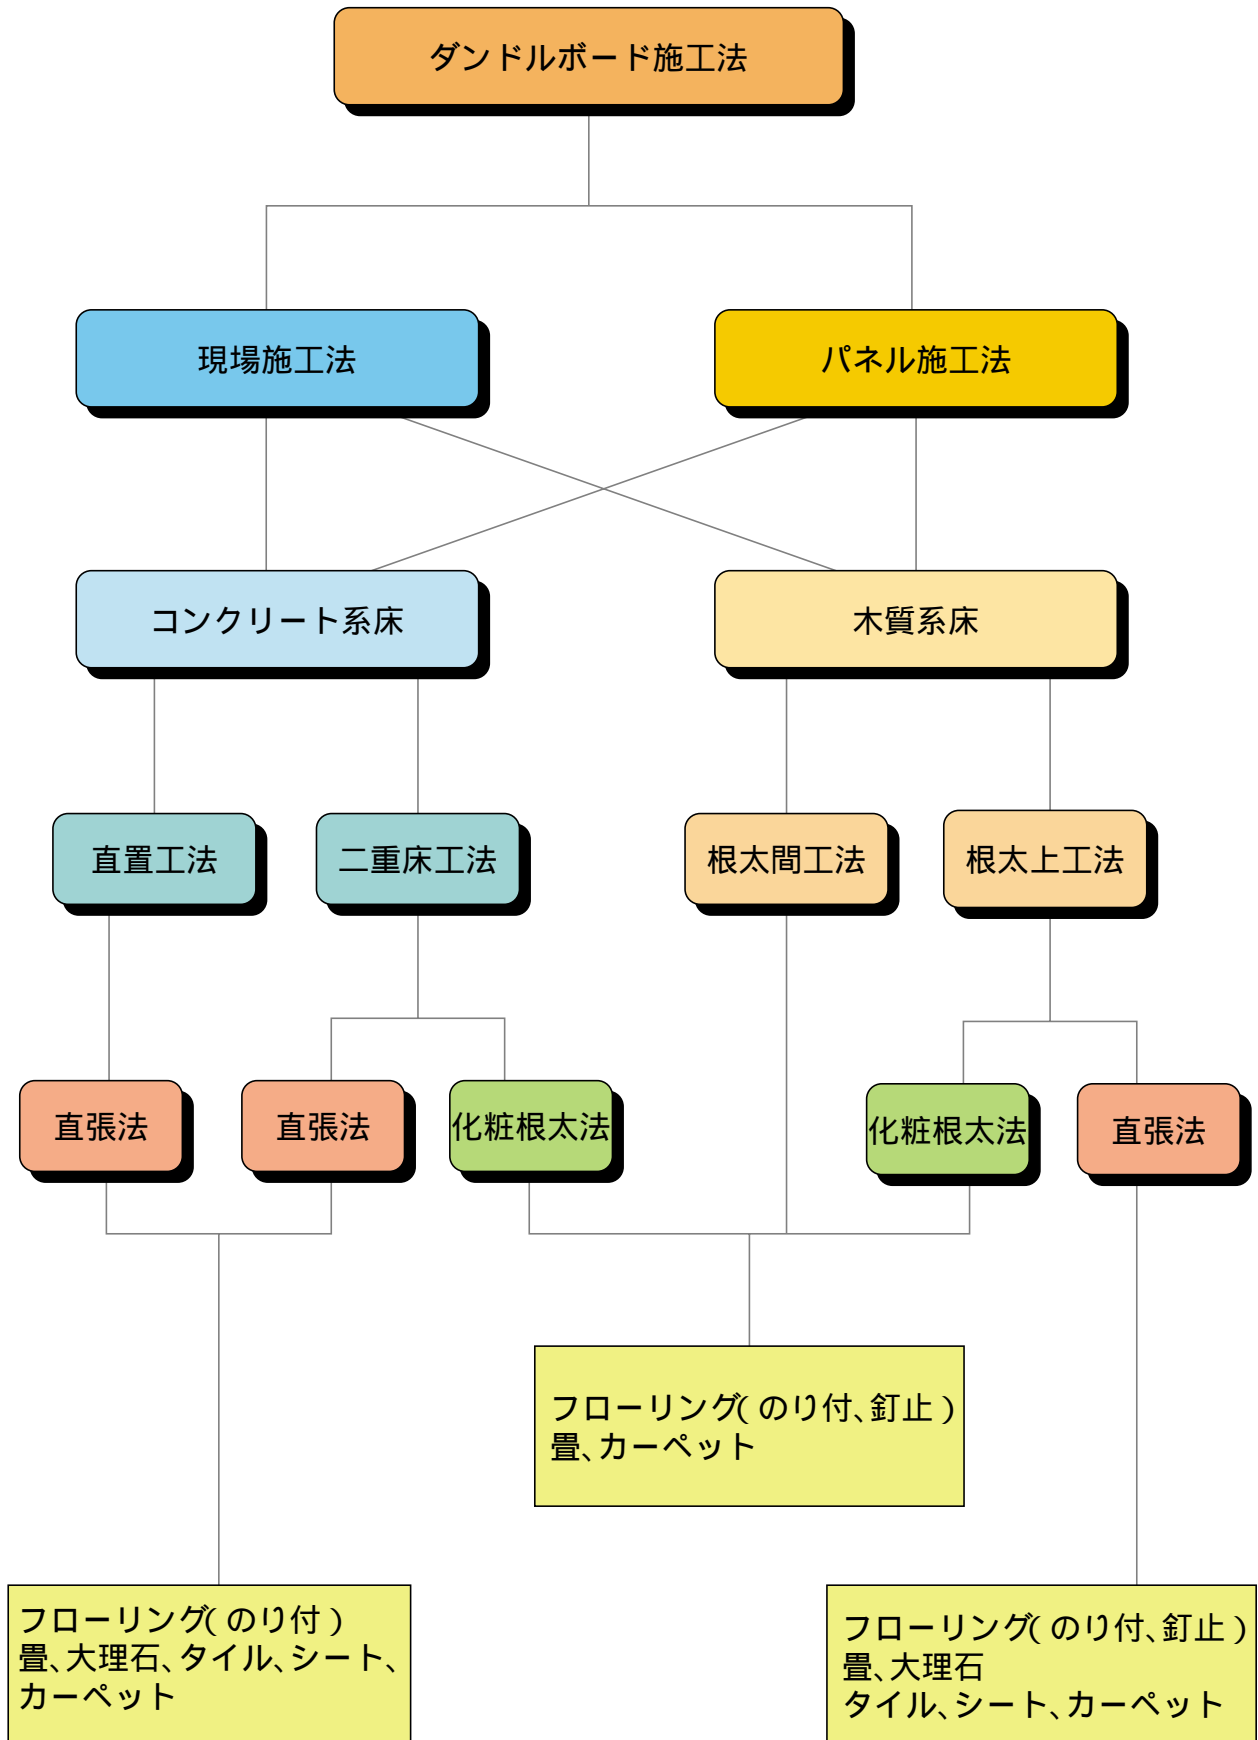 ダンドルボード施工法
現場施工法
パネル施工法
コンクリート系床
木質系床
直置工法
二重床工法
根太間工法
根太上工法
直張法
直張法
化粧根太法
化粧根太法
直張法
フローリング(のり付、釘止)
畳、カーペット
フローリング(のり付)
畳、大理石、タイル、シート、
カーペット
フローリング(のり付、釘止)
畳、大理石
タイル、シート、カーペット